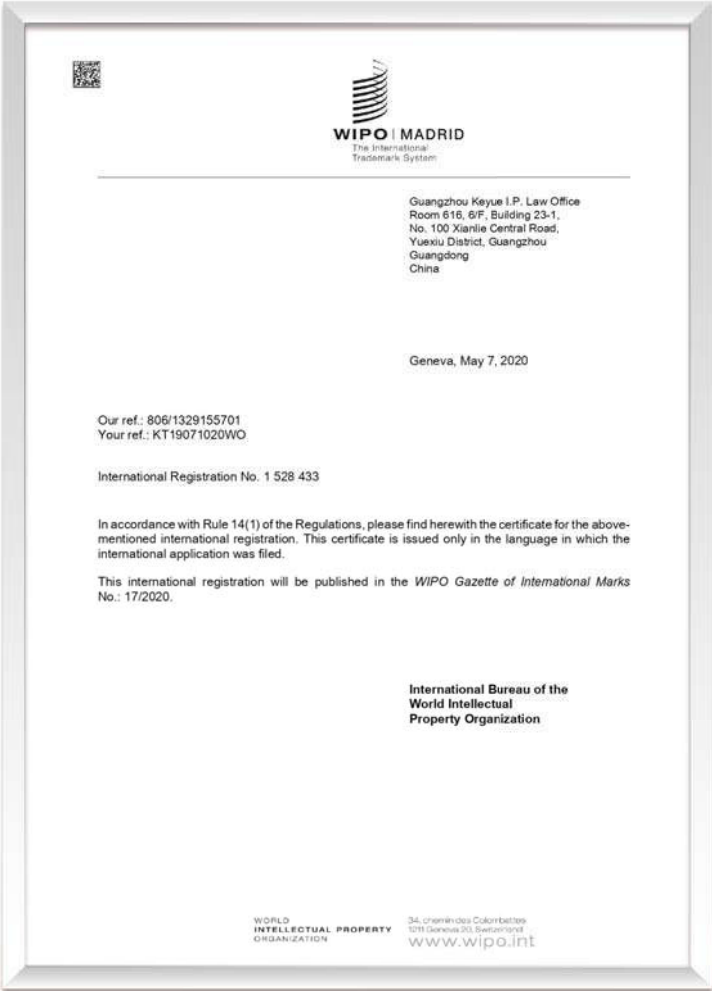 WIPO | MADRID
The International
Trademark System
Guangzhou Keyue I.P. Law Office
Room 616, 6/F, Building 23-1,
No. 100 Xianlie Central Road,
Yuexiu District, Guangzhou
Guangdong
China
Geneva, May 7, 2020
Our ref.: 806/1329155701
Your ref.: KT19071020WO
International Registration No. 1 528 433
In accordance with Rule 14(1) of the Regulations, please find herewith the certificate for the above-
mentioned international registration. This certificate is issued only in the language in which the
international application was filed.
This international registration will be published in the WIPO Gazette of International Marks
No.: 17/2020.
International Bureau of the
World Intellectual
Property Organization
WORLD
INTELLECTUAL PROPERTY
ORGANIZATION
34, chemin des Colombettes
1211 Geneva 20, Switzerland
www.wipo.int